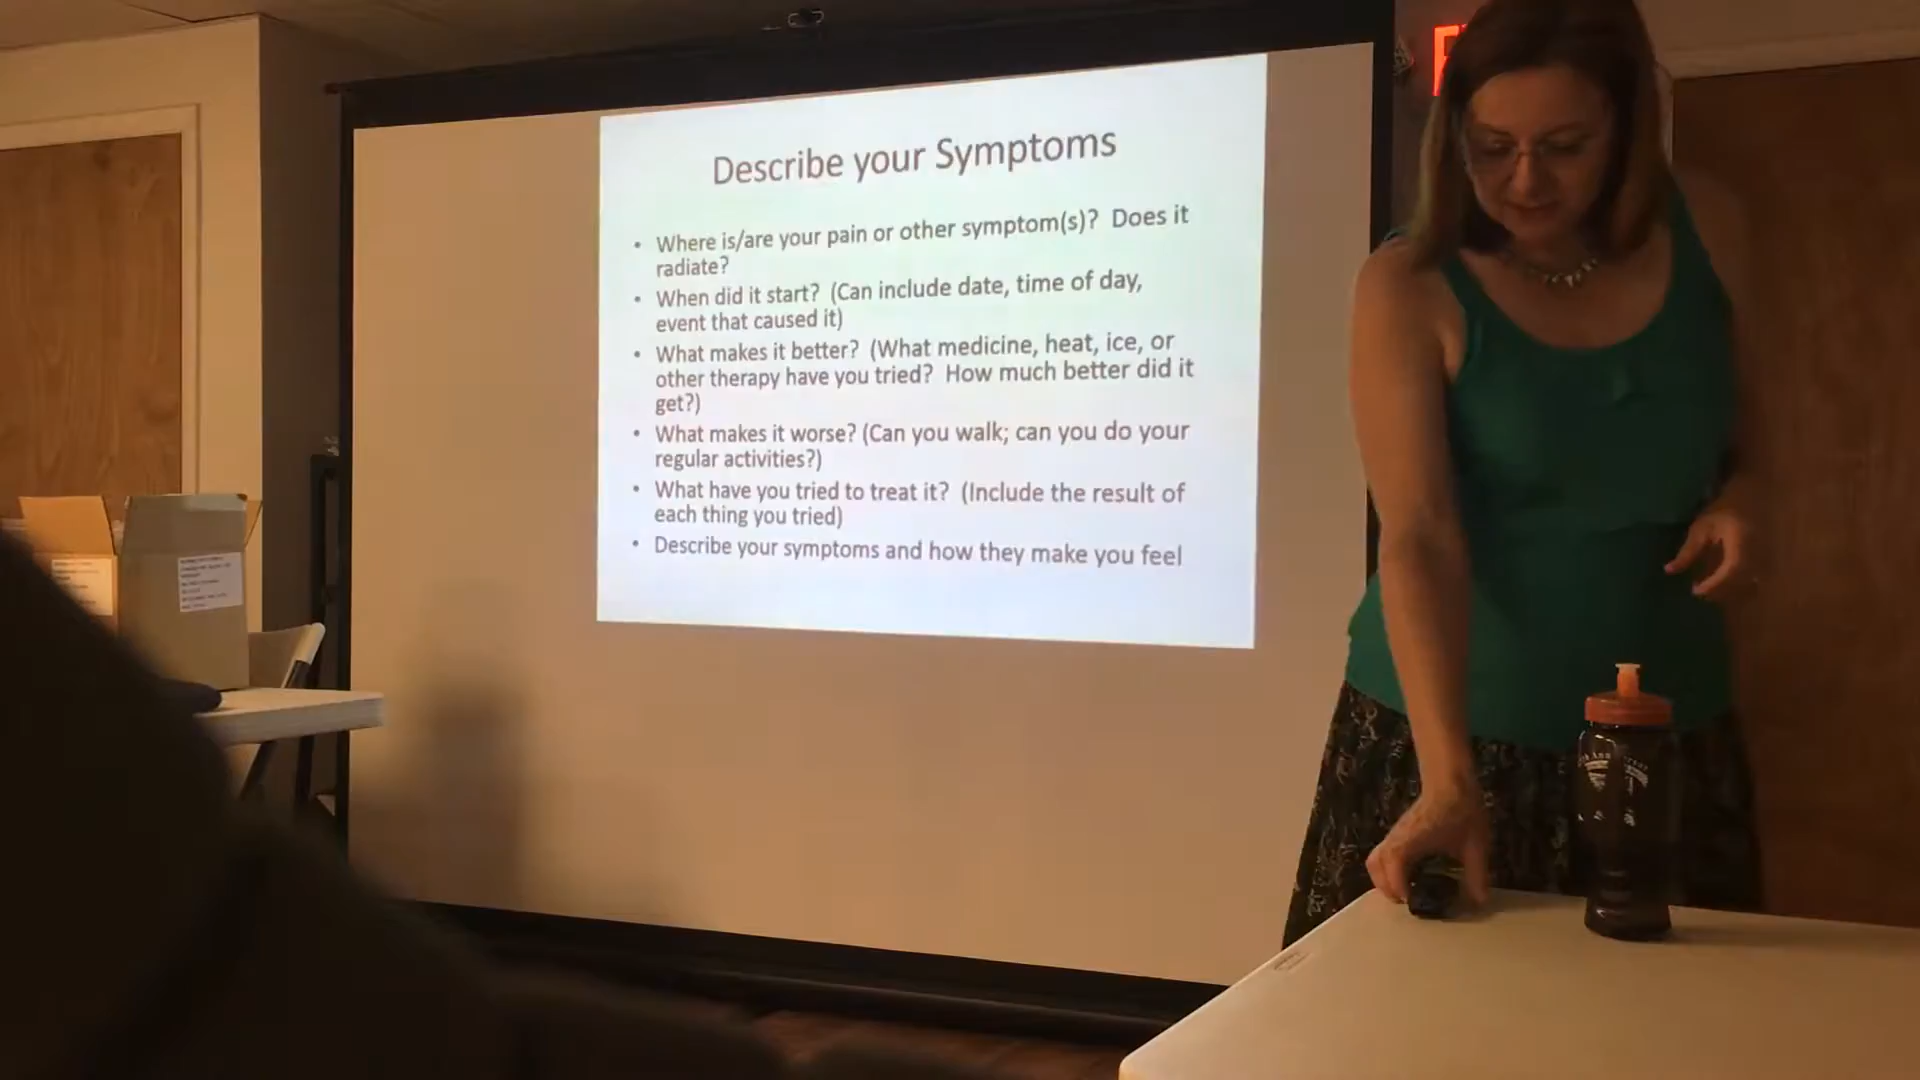 Describe your Symptoms
• Where is/are your pain or other symptom(s)? Does it
radiate?
• When did it start? (Can include date, time of day,
event that caused it)
• What makes it better? (What medicine, heat, ice, or
other therapy have you tried? How much better did it
get?)
• What makes it worse? (Can you walk; can you do your
regular activities?)
• What have you tried to treat it? (Include the result of
each thing you tried)
• Describe your symptoms and how they make you feel